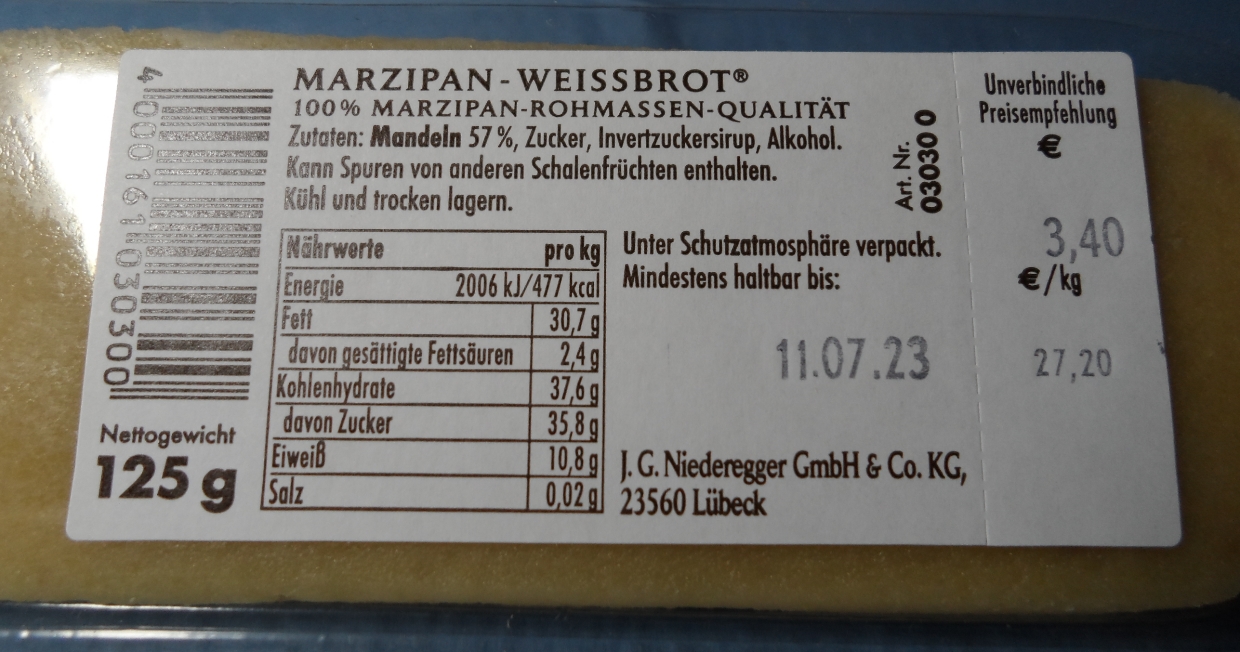 4 000161 030300
MARZIPAN-WEISSBROT®
100% MARZIPAN-ROHMASSEN-QUALITÄT
Zutaten: Mandeln 57 %, Zucker, Invertzuckersirup, Alkohol.
Kann Spuren von anderen Schalenfrüchten enthalten.
Kühl und trocken lagern.
Art. Nr.
03030 0
Nährwerte pro kg
Energie 2006 kJ/477 kcal
Fett 30,7 g
davon gesättigte Fettsäuren 2,4 g
Kohlenhydrate 37,6 g
davon Zucker 35,8 g
Eiweiß 10,8 g
Salz 0,02 g
Nettogewicht
125 g
Unter Schutzatmosphäre verpackt.
Mindestens haltbar bis:
11.07.23
J. G. Niederegger GmbH & Co. KG,
23560 Lübeck
Unverbindliche
Preisempfehlung
€
3,40
€/kg
27,20